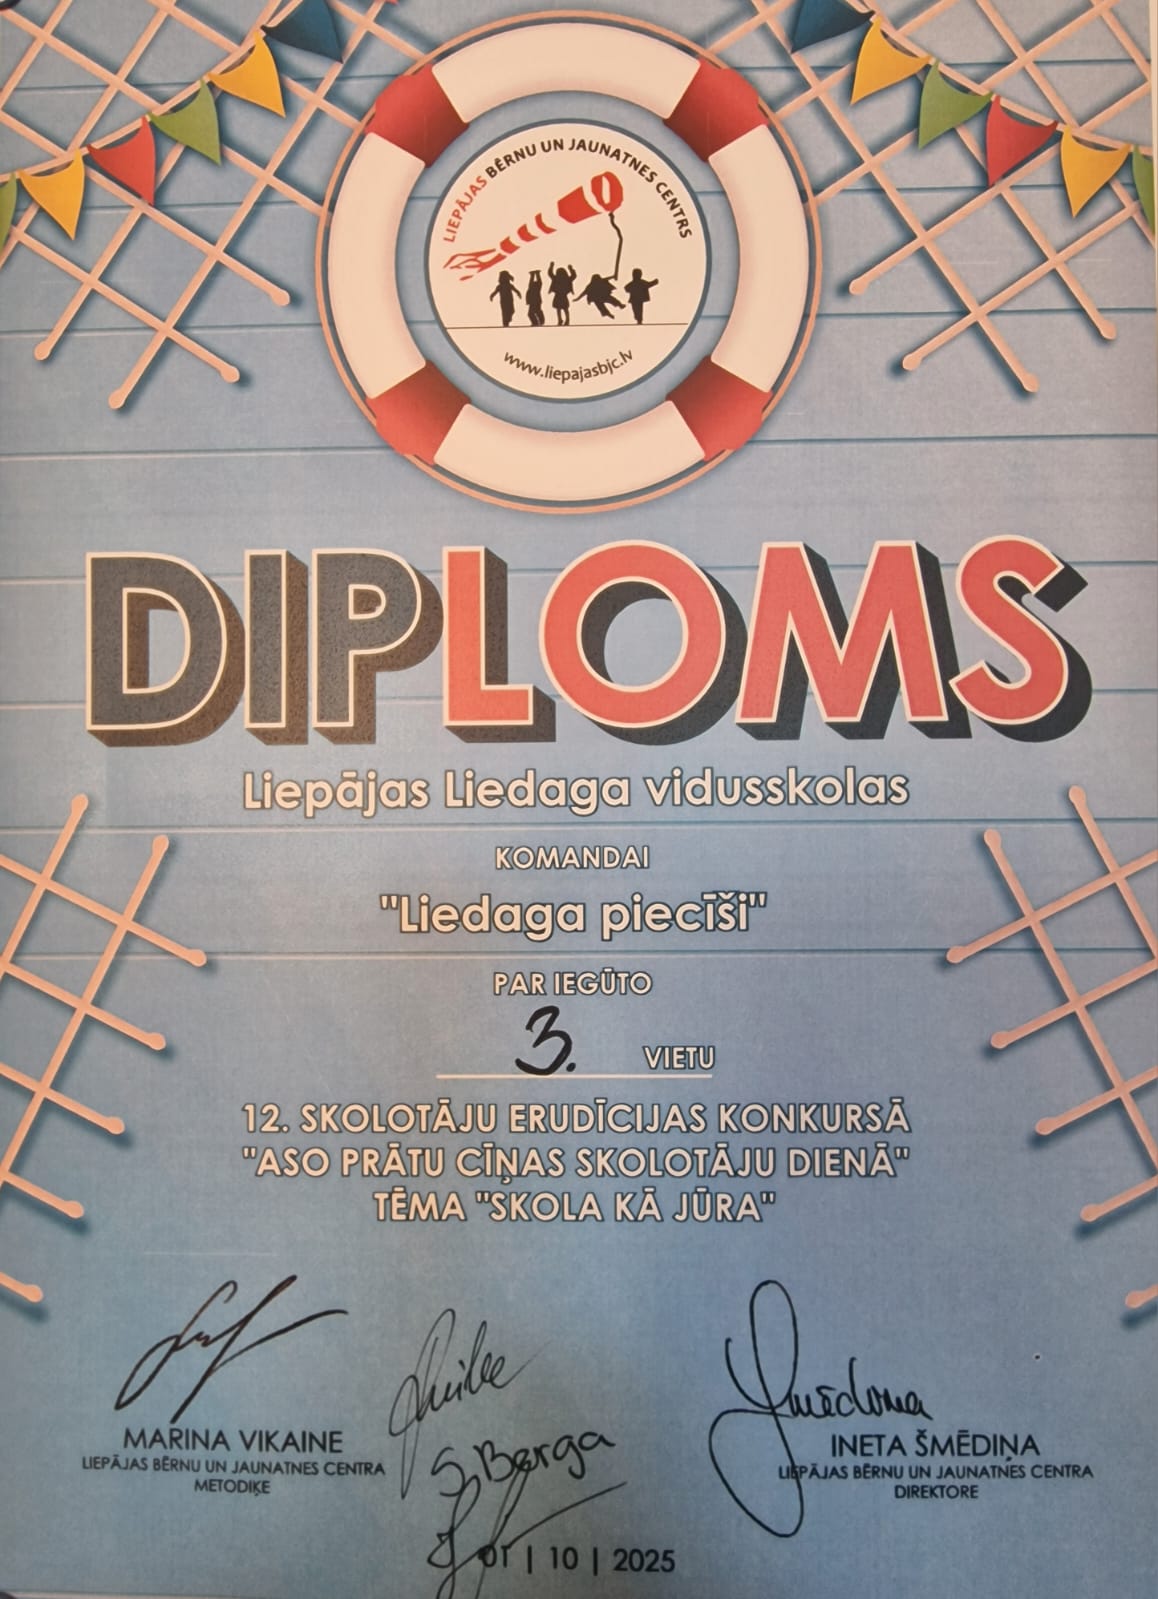 LIEPĀJAS BĒRNU UN JAUNATNES CENTRS
www.liepajasbjc.lv
DIPLOMS
Liepājas Liedaga vidusskolas
KOMANDAI
"Liedaga piecīši"
PAR IEGŪTO
3. VIETU
12. SKOLOTĀJU ERUDĪCIJAS KONKURSĀ
"ASO PRĀTU CĪŅAS SKOLOTĀJU DIENĀ"
TĒMA "SKOLA KĀ JŪRA"
MARINA VIKAINE
LIEPĀJAS BĒRNU UN JAUNATNES CENTRA
METODIĶE
S. Berga
INETA ŠMĒDIŅA
LIEPĀJAS BĒRNU UN JAUNATNES CENTRA
DIREKTORE
01 | 10 | 2025